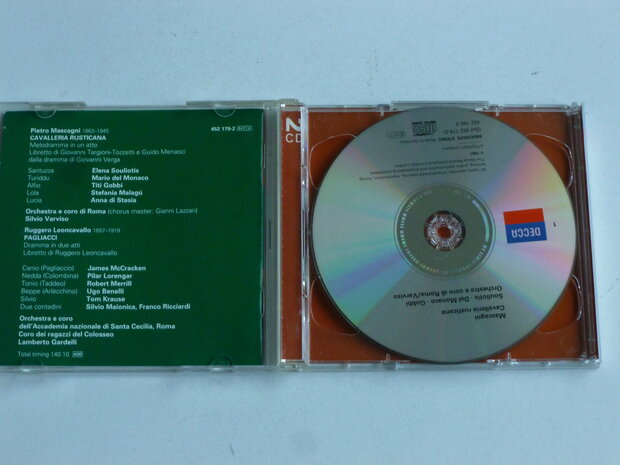 Pietro Mascagni 1863–1945 452 179-2
CAVALLERIA RUSTICANA
Melodramma in un atto
Libretto di Giovanni Targioni-Tozzetti e Guido Menasci
dalla dramma di Giovanni Verga
Santuzza Elena Souliotis
Turiddu Mario del Monaco
Alfio Titi Gobbi
Lola Stefania Malagù
Lucia Anna di Stasia
Orchestra e coro di Roma (chorus master: Gianni Lazzari)
Silvio Varviso
Ruggero Leoncavallo 1857–1919
PAGLIACCI
Dramma in due atti
Libretto di Ruggero Leoncavallo
Canio (Pagliaccio) James McCracken
Nedda (Colombina) Pilar Lorengar
Tonio (Taddeo) Robert Merrill
Beppe (Arlecchino) Ugo Benelli
Silvio Tom Krause
Due contadini Silvio Maionica, Franco Ricciardi
Orchestra e coro
dell'Accademia nazionale di Santa Cecilia, Roma
Coro dei ragazzi del Colosseo
Lamberto Gardelli
Total timing 140.10
2
CD
DECCA
1
Mascagni
Cavalleria rusticana
Souliotis · Del Monaco · Gobbi
Orchestra e coro di Roma/Varviso